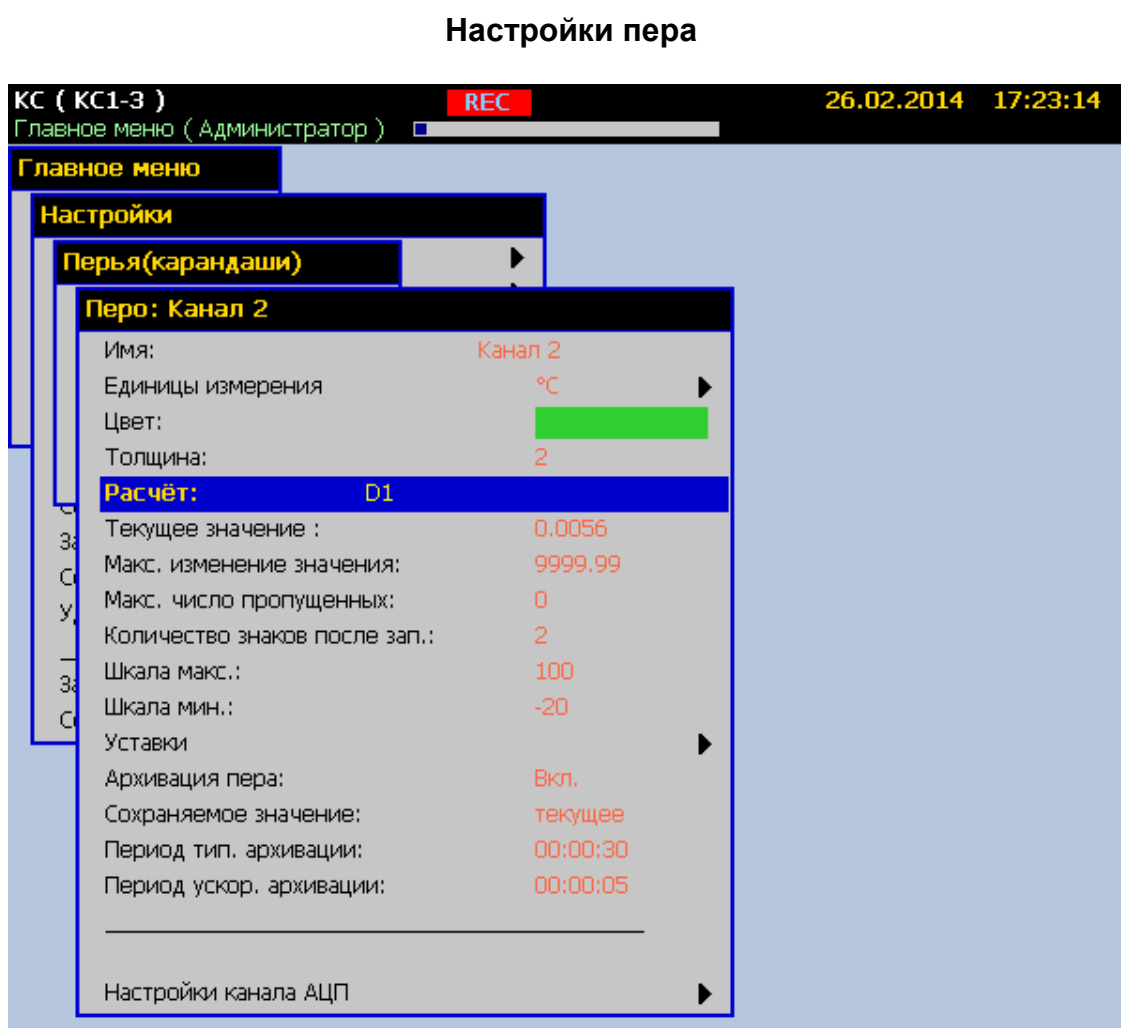 Настройки пера
КС ( КС1-3 ) REC 26.02.2014 17:23:14
Главное меню ( Администратор )
Главное меню
Настройки
Перья(карандаши)
Перо: Канал 2
Имя: Канал 2
Единицы измерения °C
Цвет:
Толщина: 2
Расчёт: D1
Текущее значение : 0.0056
Макс. изменение значения: 9999.99
Макс. число пропущенных: 0
Количество знаков после зап.: 2
Шкала макс.: 100
Шкала мин.: -20
Уставки
Архивация пера: Вкл.
Сохраняемое значение: текущее
Период тип. архивации: 00:00:30
Период ускор. архивации: 00:00:05
Настройки канала АЦП